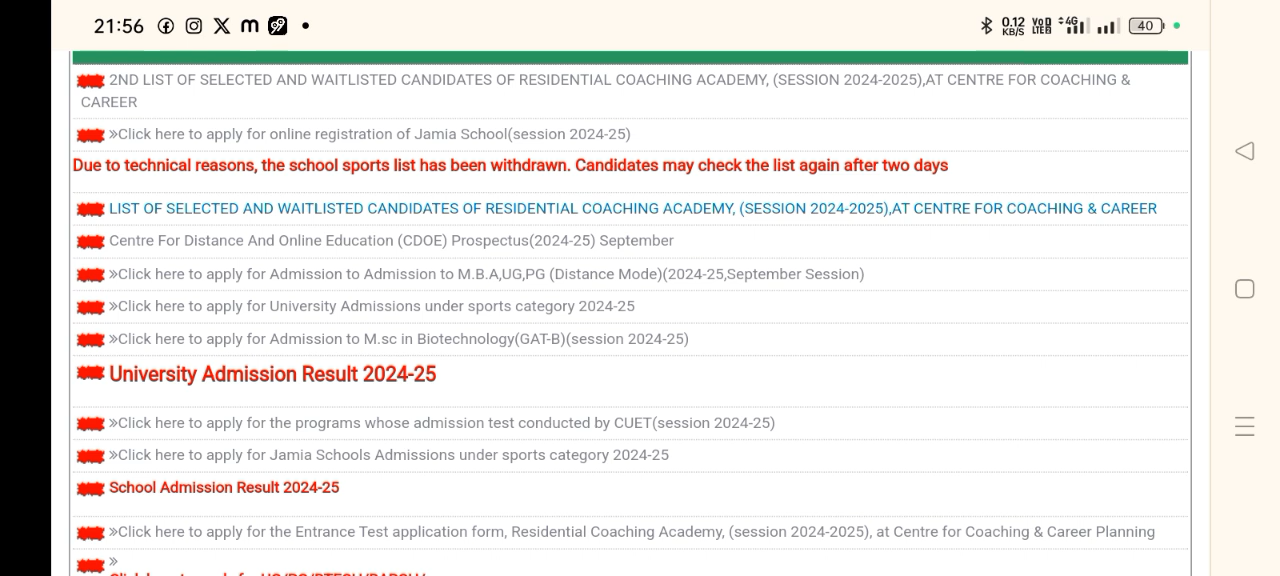 21:56
0.12 KB/S
4G
40
2ND LIST OF SELECTED AND WAITLISTED CANDIDATES OF RESIDENTIAL COACHING ACADEMY, (SESSION 2024-2025),AT CENTRE FOR COACHING &
CAREER
»Click here to apply for online registration of Jamia School(session 2024-25)
Due to technical reasons, the school sports list has been withdrawn. Candidates may check the list again after two days
LIST OF SELECTED AND WAITLISTED CANDIDATES OF RESIDENTIAL COACHING ACADEMY, (SESSION 2024-2025),AT CENTRE FOR COACHING & CAREER
Centre For Distance And Online Education (CDOE) Prospectus(2024-25) September
»Click here to apply for Admission to Admission to M.B.A,UG,PG (Distance Mode)(2024-25,September Session)
»Click here to apply for University Admissions under sports category 2024-25
»Click here to apply for Admission to M.sc in Biotechnology(GAT-B)(session 2024-25)
University Admission Result 2024-25
»Click here to apply for the programs whose admission test conducted by CUET(session 2024-25)
»Click here to apply for Jamia Schools Admissions under sports category 2024-25
School Admission Result 2024-25
»Click here to apply for the Entrance Test application form, Residential Coaching Academy, (session 2024-2025), at Centre for Coaching & Career Planning
»